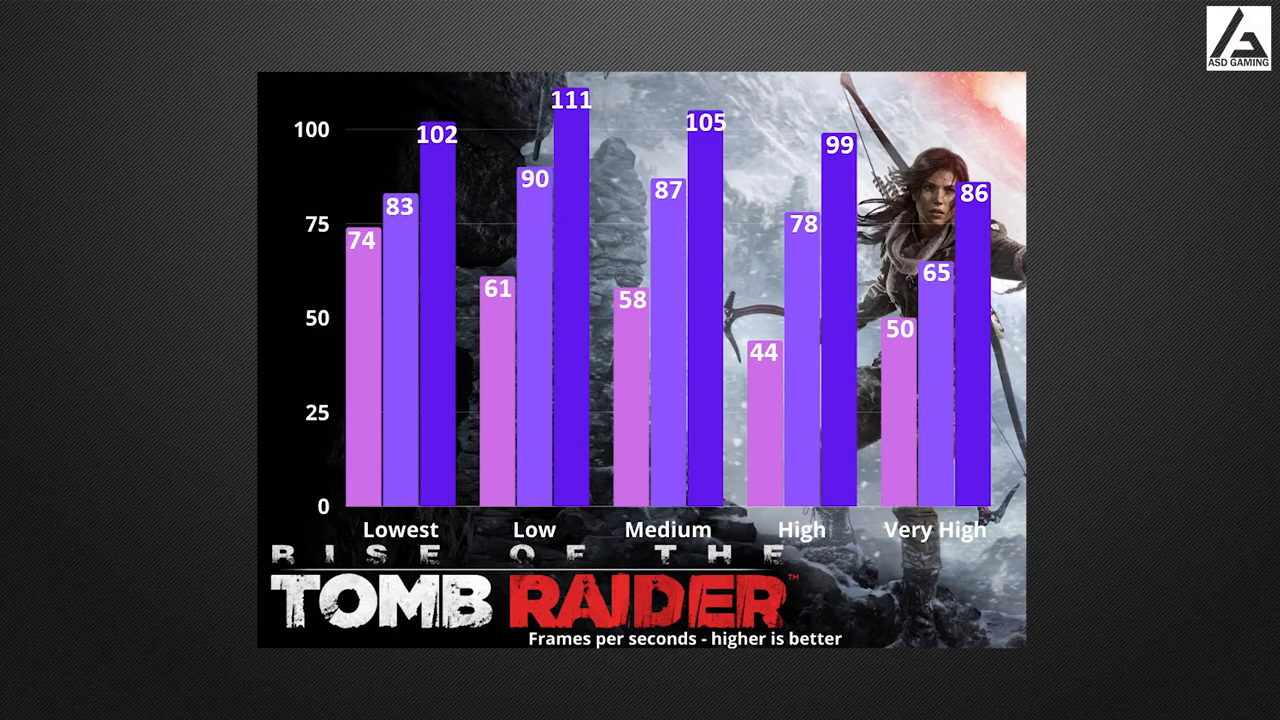 ASD GAMING
100
75
50
25
0
74 83 102
61 90 111
58 87 105
44 78 99
50 65 86
Lowest Low Medium High Very High
RISE OF THE
TOMB RAIDER™
Frames per seconds - higher is better